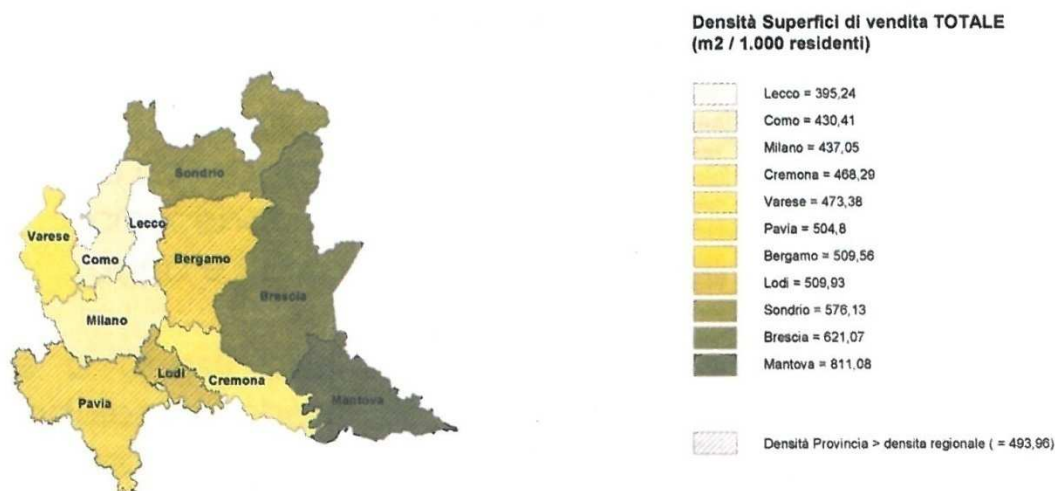 Densità Superfici di vendita TOTALE
(m2 / 1.000 residenti)
Lecco = 395,24
Como = 430,41
Milano = 437,05
Cremona = 468,29
Varese = 473,38
Pavia = 504,8
Bergamo = 509,56
Lodi = 509,93
Sondrio = 576,13
Brescia = 621,07
Mantova = 811,08
Densità Provincia > densita regionale ( = 493,96)
Sondrio
Lecco
Varese
Como
Bergamo
Brescia
Milano
Lodi
Cremona
Pavia
Mantova